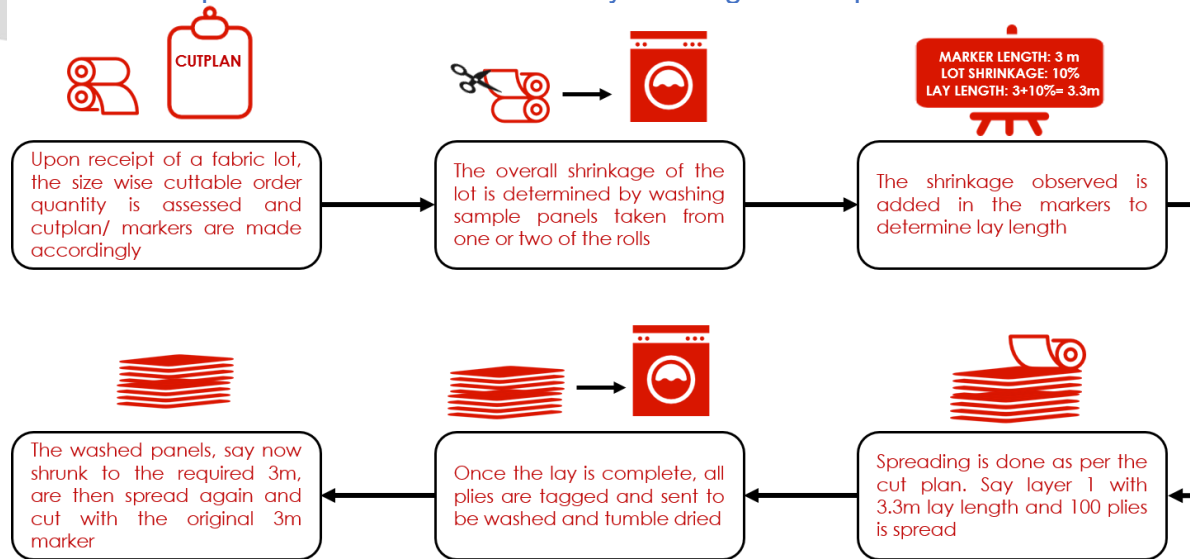 CUTPLAN
MARKER LENGTH: 3 m
LOT SHRINKAGE: 10%
LAY LENGTH: 3+10%= 3.3m
Upon receipt of a fabric lot,
the size wise cuttable order
quantity is assessed and
cutplan/ markers are made
accordingly
The overall shrinkage of the
lot is determined by washing
sample panels taken from
one or two of the rolls
The shrinkage observed is
added in the markers to
determine lay length
The washed panels, say now
shrunk to the required 3m,
are then spread again and
cut with the original 3m
marker
Once the lay is complete, all
plies are tagged and sent to
be washed and tumble dried
Spreading is done as per the
cut plan. Say layer 1 with
3.3m lay length and 100 plies
is spread